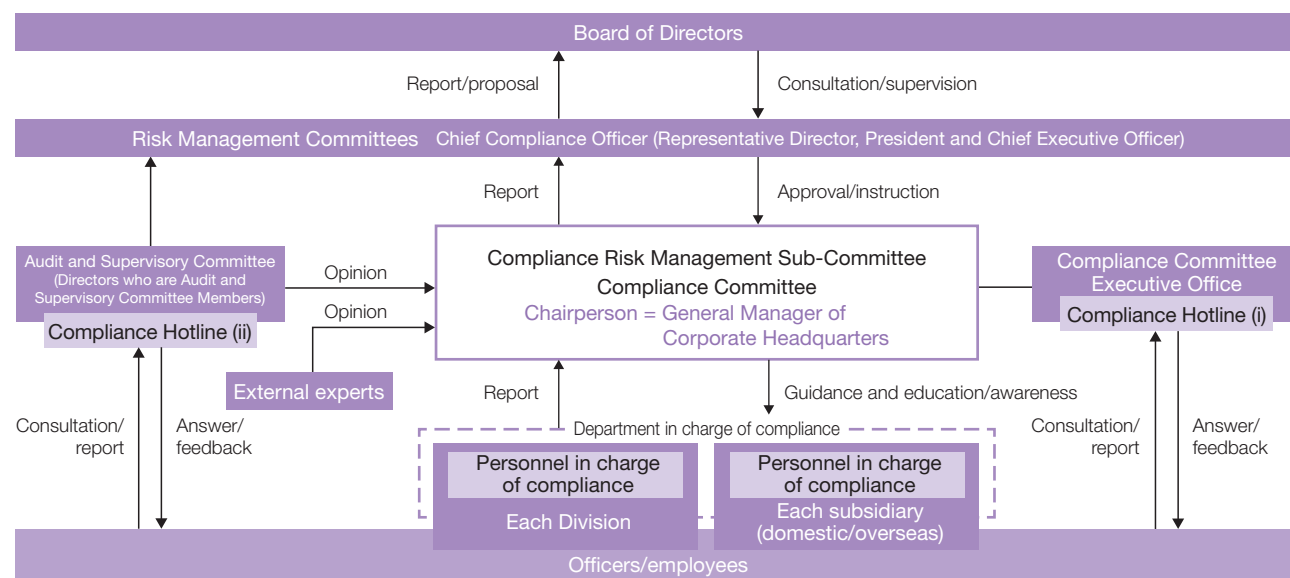 Board of Directors
Report/proposal
Consultation/supervision
Risk Management Committees Chief Compliance Officer (Representative Director, President and Chief Executive Officer)
Report
Approval/instruction
Audit and Supervisory Committee
(Directors who are Audit and
Supervisory Committee Members)
Compliance Hotline (ii)
Opinion
Opinion
External experts
Compliance Risk Management Sub-Committee
Compliance Committee
Chairperson = General Manager of
Corporate Headquarters
Compliance Committee
Executive Office
Compliance Hotline (i)
Consultation/
report
Answer/
feedback
Report
Guidance and education/awareness
Consultation/
report
Answer/
feedback
Department in charge of compliance
Personnel in charge
of compliance
Each Division
Personnel in charge
of compliance
Each subsidiary
(domestic/overseas)
Officers/employees